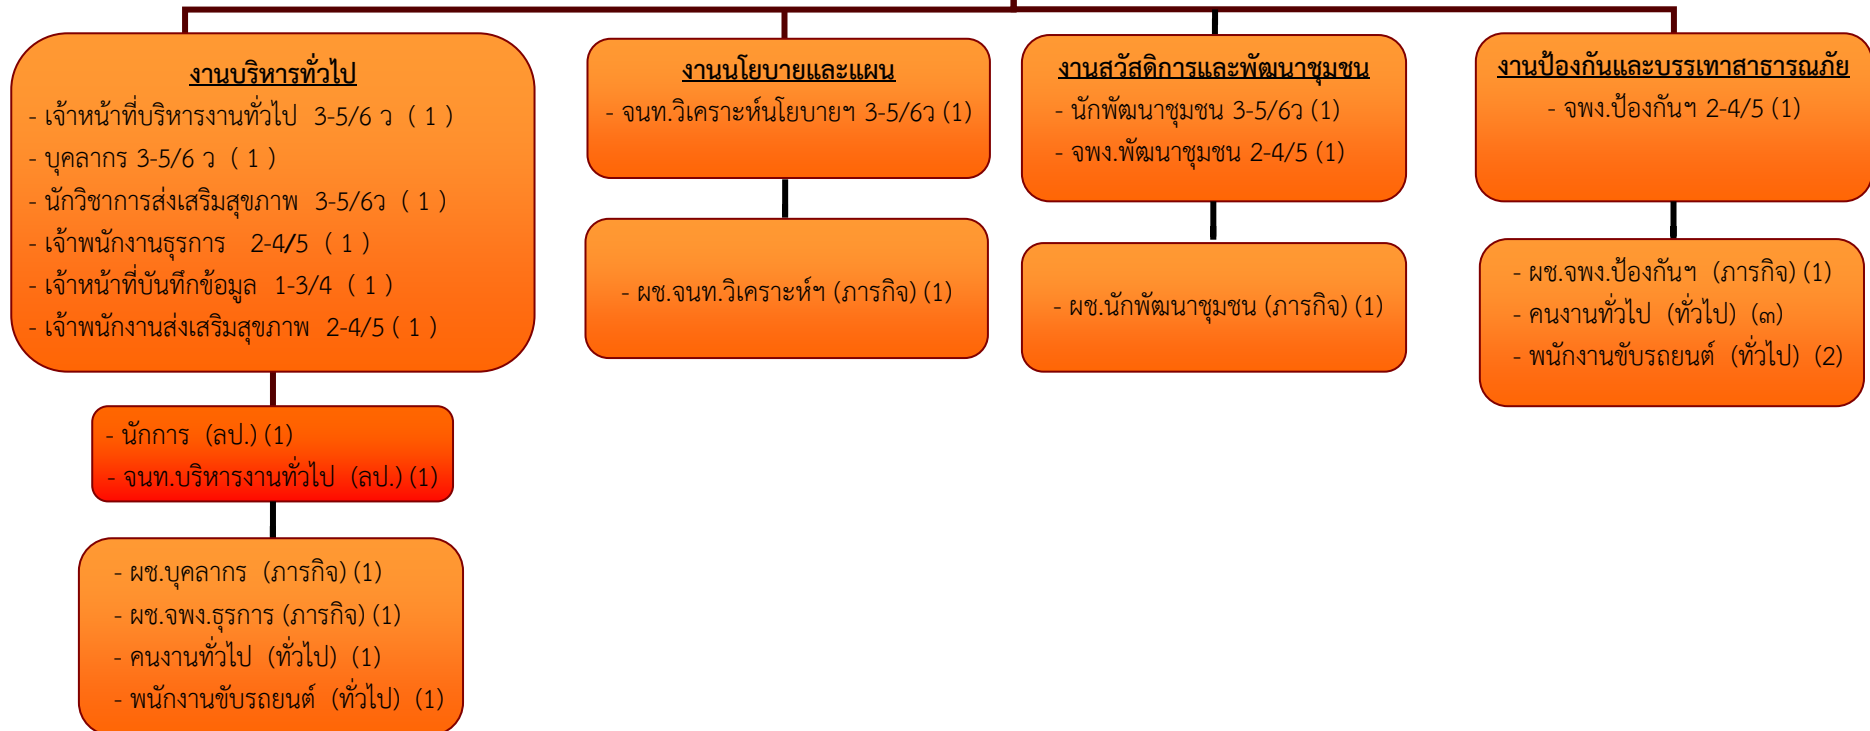 งานบริหารทั่วไป
- เจ้าหน้าที่บริหารงานทั่วไป 3-5/6 ว ( 1 )
- บุคลากร 3-5/6 ว ( 1 )
- นักวิชาการส่งเสริมสุขภาพ 3-5/6ว ( 1 )
- เจ้าพนักงานธุรการ 2-4/5 ( 1 )
- เจ้าหน้าที่บันทึกข้อมูล 1-3/4 ( 1 )
- เจ้าพนักงานส่งเสริมสุขภาพ 2-4/5 ( 1 )
- นักการ (ลป.) (1)
- จนท.บริหารงานทั่วไป (ลป.) (1)
- ผช.บุคลากร (ภารกิจ) (1)
- ผช.จพง.ธุรการ (ภารกิจ) (1)
- คนงานทั่วไป (ทั่วไป) (1)
- พนักงานขับรถยนต์ (ทั่วไป) (1)
งานนโยบายและแผน
- จนท.วิเคราะห์นโยบายฯ 3-5/6ว (1)
- ผช.จนท.วิเคราะห์ฯ (ภารกิจ) (1)
งานสวัสดิการและพัฒนาชุมชน
- นักพัฒนาชุมชน 3-5/6ว (1)
- จพง.พัฒนาชุมชน 2-4/5 (1)
- ผช.นักพัฒนาชุมชน (ภารกิจ) (1)
งานป้องกันและบรรเทาสาธารณภัย
- จพง.ป้องกันฯ 2-4/5 (1)
- ผช.จพง.ป้องกันฯ (ภารกิจ) (1)
- คนงานทั่วไป (ทั่วไป) (๓)
- พนักงานขับรถยนต์ (ทั่วไป) (2)